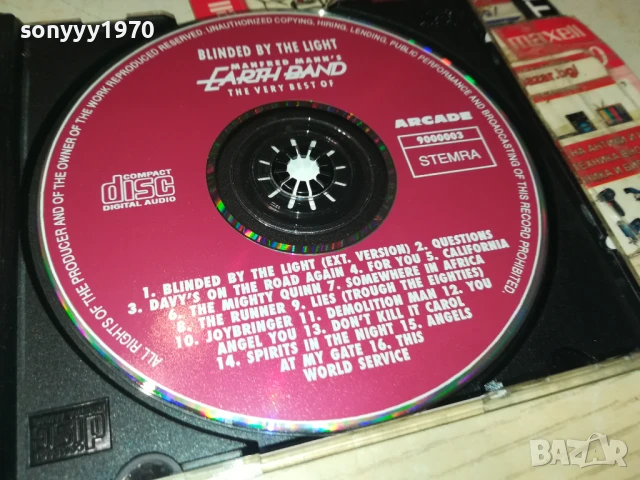 sonyyy1970
ALL RIGHTS OF THE PRODUCER AND OF THE OWNER OF THE WORK REPRODUCED RESERVED. UNAUTHORIZED COPYING, HIRING, LENDING, PUBLIC PERFORMANCE AND BROADCASTING OF THIS RECORD PROHIBITED.
BLINDED BY THE LIGHT
MANFRED MANN'S
EARTH BAND
THE VERY BEST OF
ARCADE
9000003
STEMRA
COMPACT
disc
DIGITAL AUDIO
1. BLINDED BY THE LIGHT (EXT. VERSION) 2. QUESTIONS
3. DAVY'S ON THE ROAD AGAIN 4. FOR YOU 5. CALIFORNIA
6. THE MIGHTY QUINN 7. SOMEWHERE IN AFRICA
8. THE RUNNER 9. LIES (TROUGH THE EIGHTIES)
10. JOYBRINGER 11. DEMOLITION MAN 12. YOU
ANGEL YOU 13. DON'T KILL IT CAROL
14. SPIRITS IN THE NIGHT 15. ANGELS
AT MY GATE 16. THIS
WORLD SERVICE
maxell
bazar.bg
disc
BAZAR